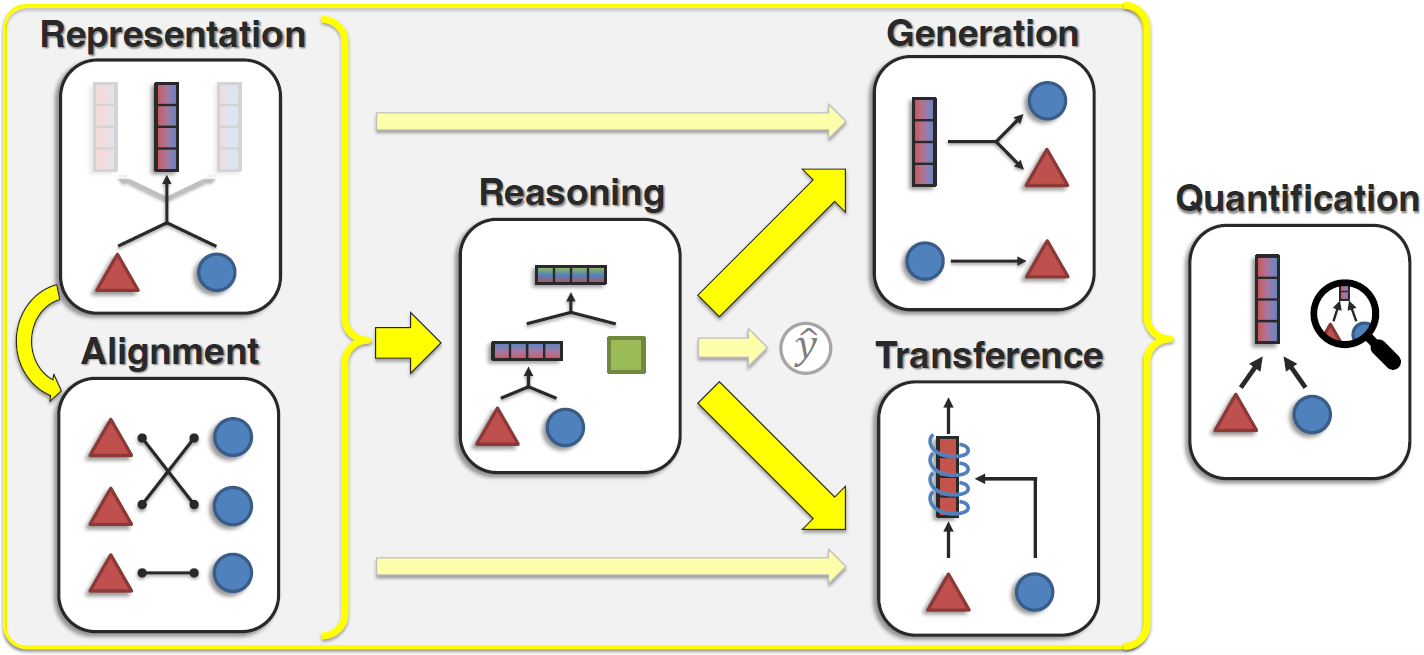 Representation
Generation
Reasoning
Quantification
Alignment
ŷ
Transference